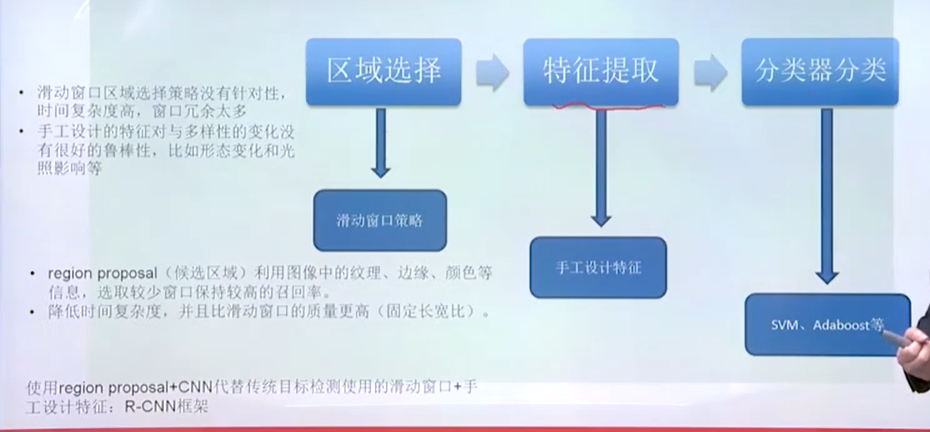 区域选择
特征提取
分类器分类
• 滑动窗口区域选择策略没有针对性，
时间复杂度高，窗口冗余太多
• 手工设计的特征对与多样性的变化没
有很好的鲁棒性，比如形态变化和光
照影响等
滑动窗口策略
手工设计特征
SVM、Adaboost等
• region proposal（候选区域）利用图像中的纹理、边缘、颜色等
信息，选取较少窗口保持较高的召回率。
• 降低时间复杂度，并且比滑动窗口的质量更高（固定长宽比）。
使用region proposal+CNN代替传统目标检测使用的滑动窗口+手
工设计特征：R-CNN框架